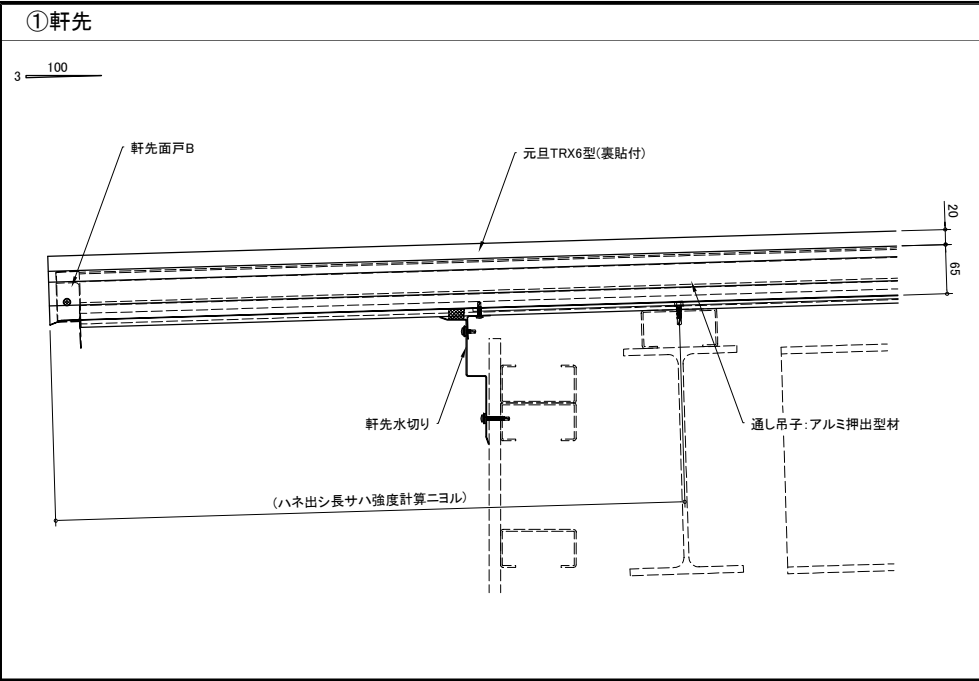 ①軒先
100
3
軒先面戸B
元旦TRX6型(裏貼付)
20
65
軒先水切り
通し吊子:アルミ押出型材
(ハネ出シ長サハ強度計算ニヨル)